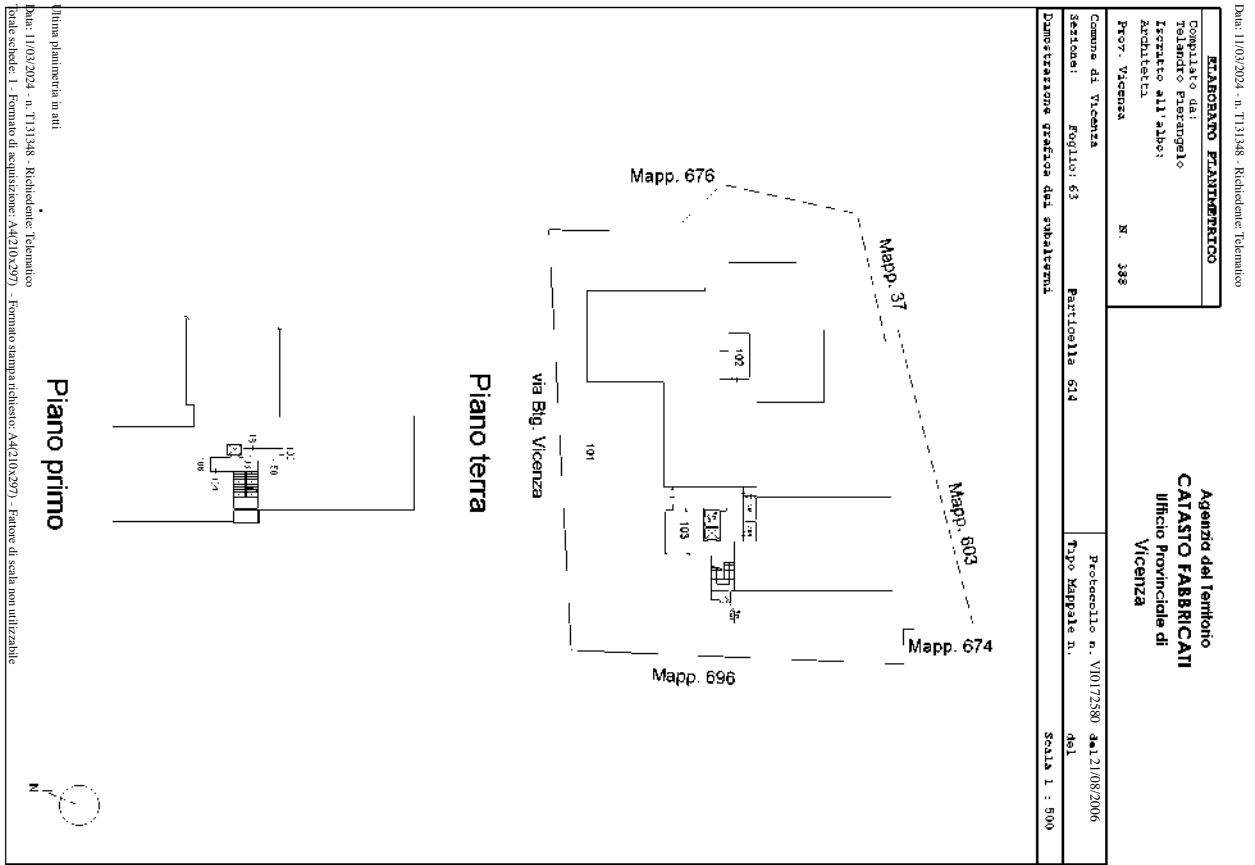 Data: 11/03/2024 - n. T131348 - Richiedente: Telematico
ELABORATO PLANIMETRICO
Compilato da:
Telandro Pierangelo
Iscritto all'albo:
Architetti
Prov. Vicenza N. 388
Agenzia del Territorio
CATASTO FABBRICATI
Ufficio Provinciale di
Vicenza
Comune di Vicenza
Sezione: Foglio: 63 Particella 614
Protocollo n. VI0172580 del 21/08/2006
Tipo Mappale n. del
Dimostrazione grafica dei subalterni Scala 1 : 500
Mapp. 676
Mapp. 37
Mapp. 603
Mapp. 674
Mapp. 696
102
101
103
via Btg. Vicenza
Piano terra
Piano primo
N
Ultima planimetria in atti
Data: 11/03/2024 - n. T131348 - Richiedente: Telematico
Totale schede: 1 - Formato di acquisizione: A4(210x297) - Formato stampa richiesto: A4(210x297) - Fattore di scala non utilizzabile